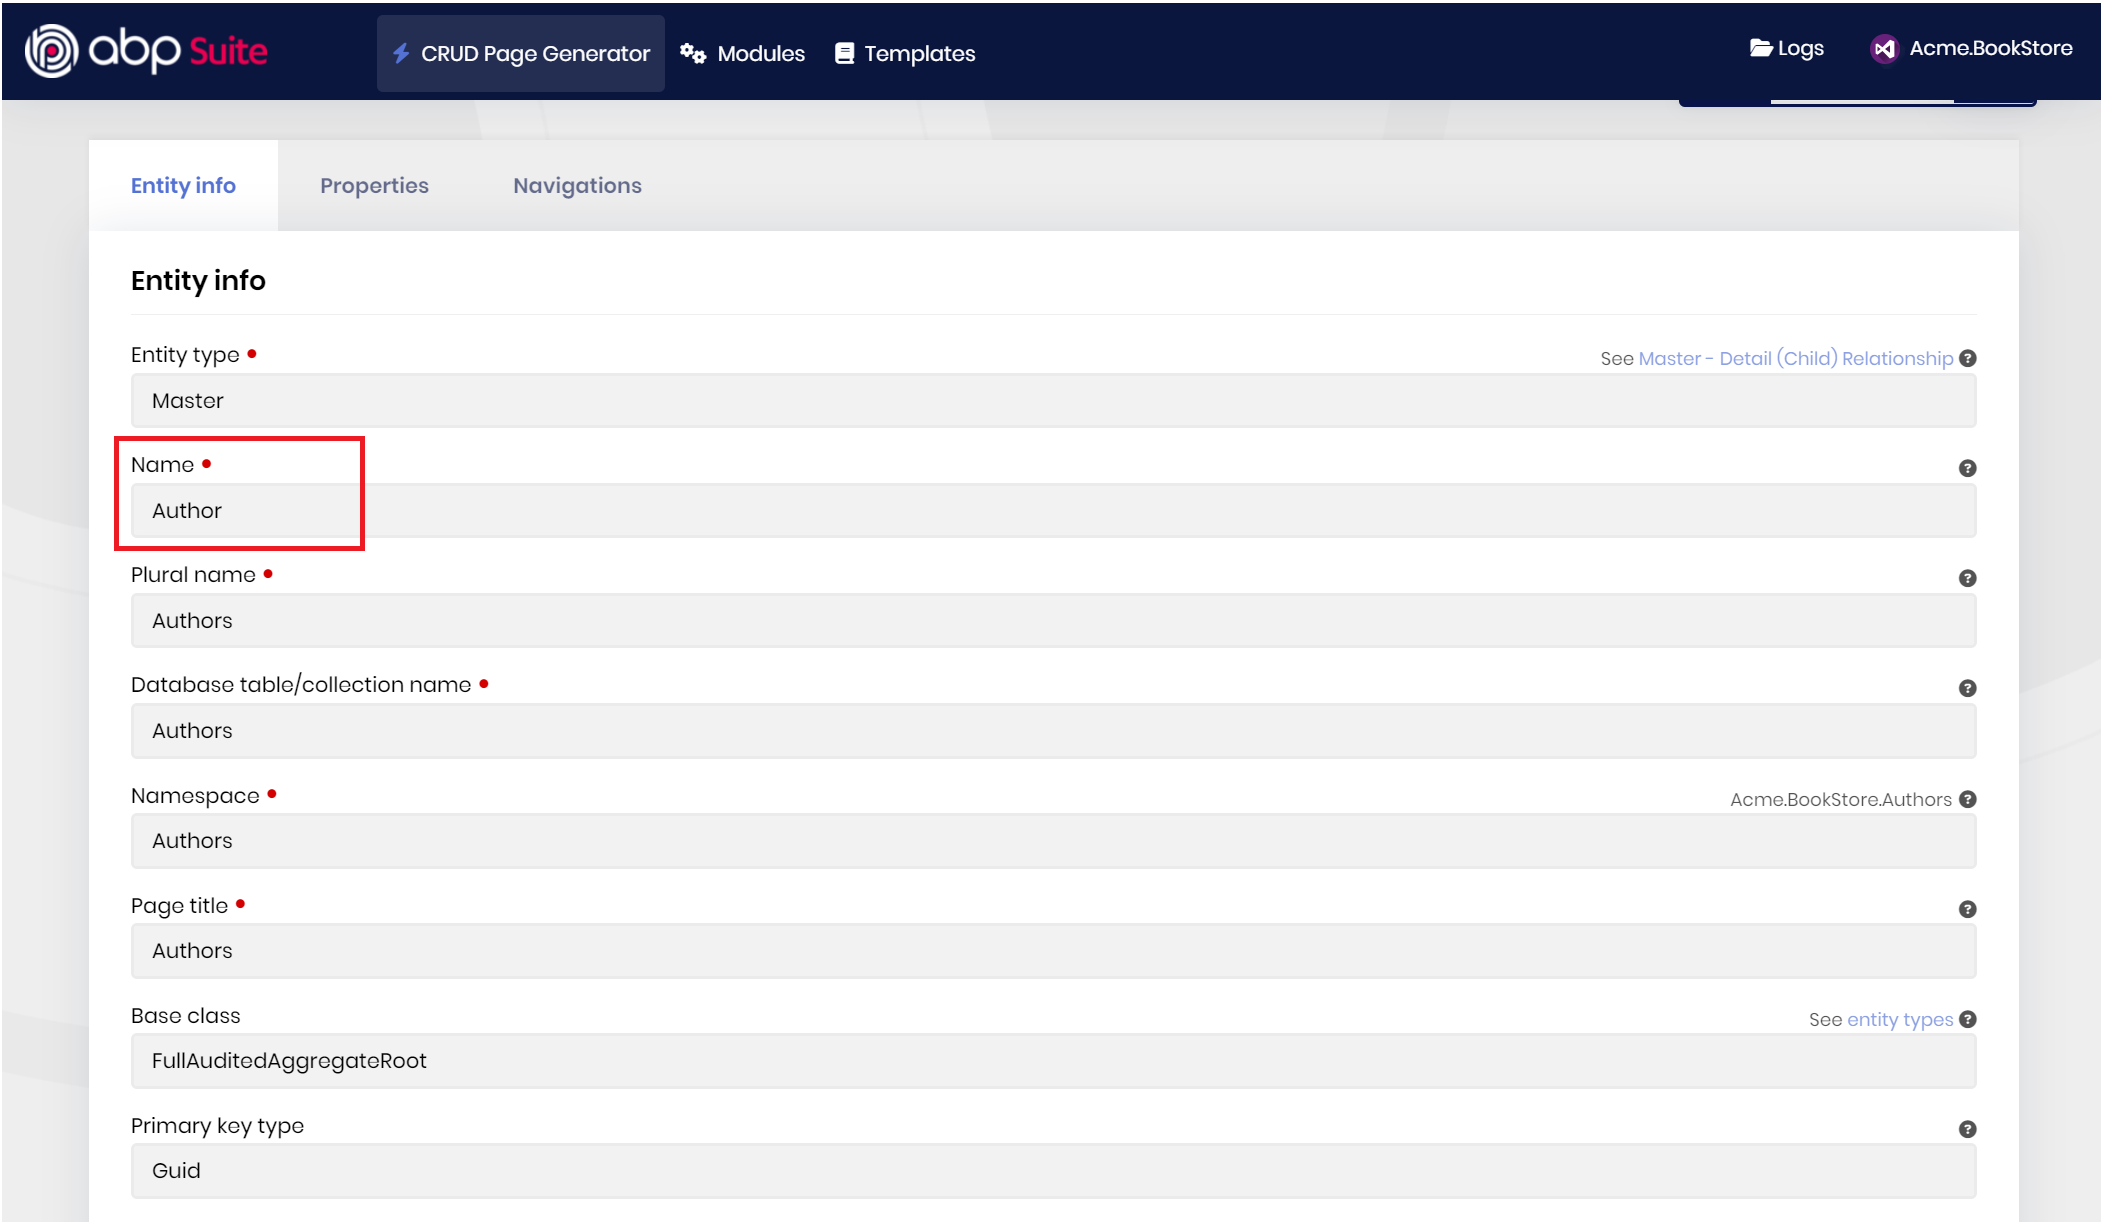 abp Suite CRUD Page Generator Modules Templates Logs Acme.BookStore
Entity info Properties Navigations
Entity info
Entity type See Master - Detail (Child) Relationship
Master
Name
Author
Plural name
Authors
Database table/collection name
Authors
Namespace Acme.BookStore.Authors
Authors
Page title
Authors
Base class See entity types
FullAuditedAggregateRoot
Primary key type
Guid